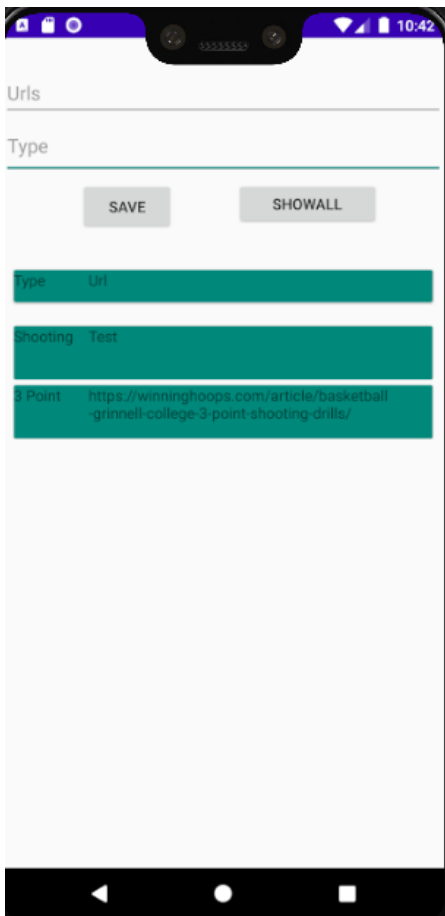 10:42
Urls
Type
SAVE SHOWALL
Type Url
Shooting Test
3 Point https://winninghoops.com/article/basketball
-grinnell-college-3-point-shooting-drills/